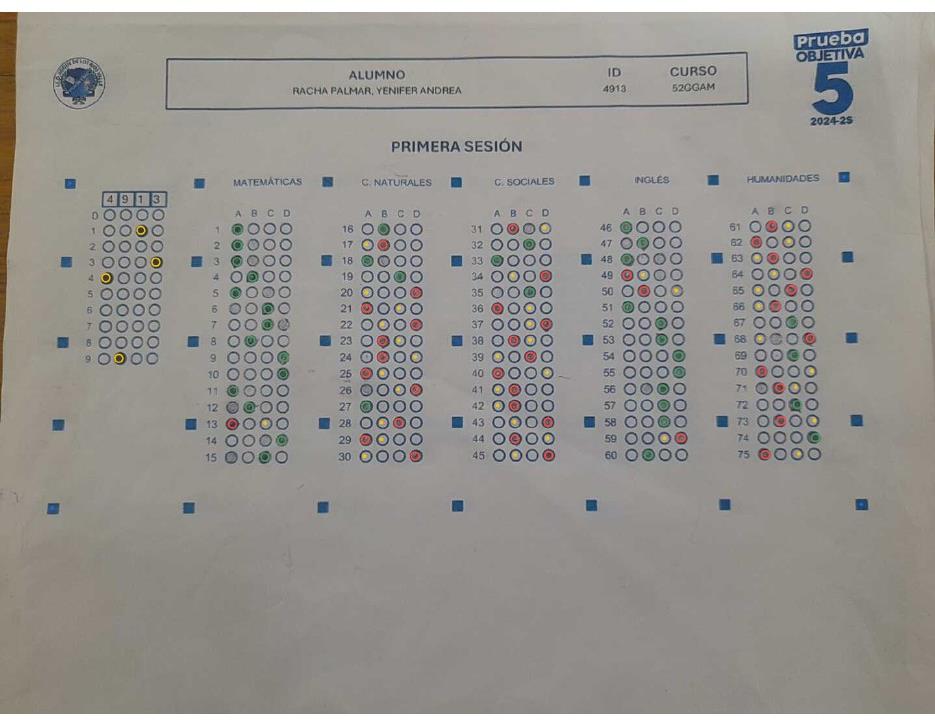 Prueba
OBJETIVA
5
2024-2S
ALUMNO ID CURSO
RACHA PALMAR, YENIFER ANDREA 4913 52GGAM
PRIMERA SESIÓN
MATEMÁTICAS C. NATURALES C. SOCIALES INGLÉS HUMANIDADES
4 9 1 3
A B C D A B C D A B C D A B C D A B C D
0
1
2
3
4
5
6
7
8
9
1 16 31 46 61
2 17 32 47 62
3 18 33 48 63
4 19 34 49 64
5 20 35 50 65
6 21 36 51 66
7 22 37 52 67
8 23 38 53 68
9 24 39 54 69
10 25 40 55 70
11 26 41 56 71
12 27 42 57 72
13 28 43 58 73
14 29 44 59 74
15 30 45 60 75